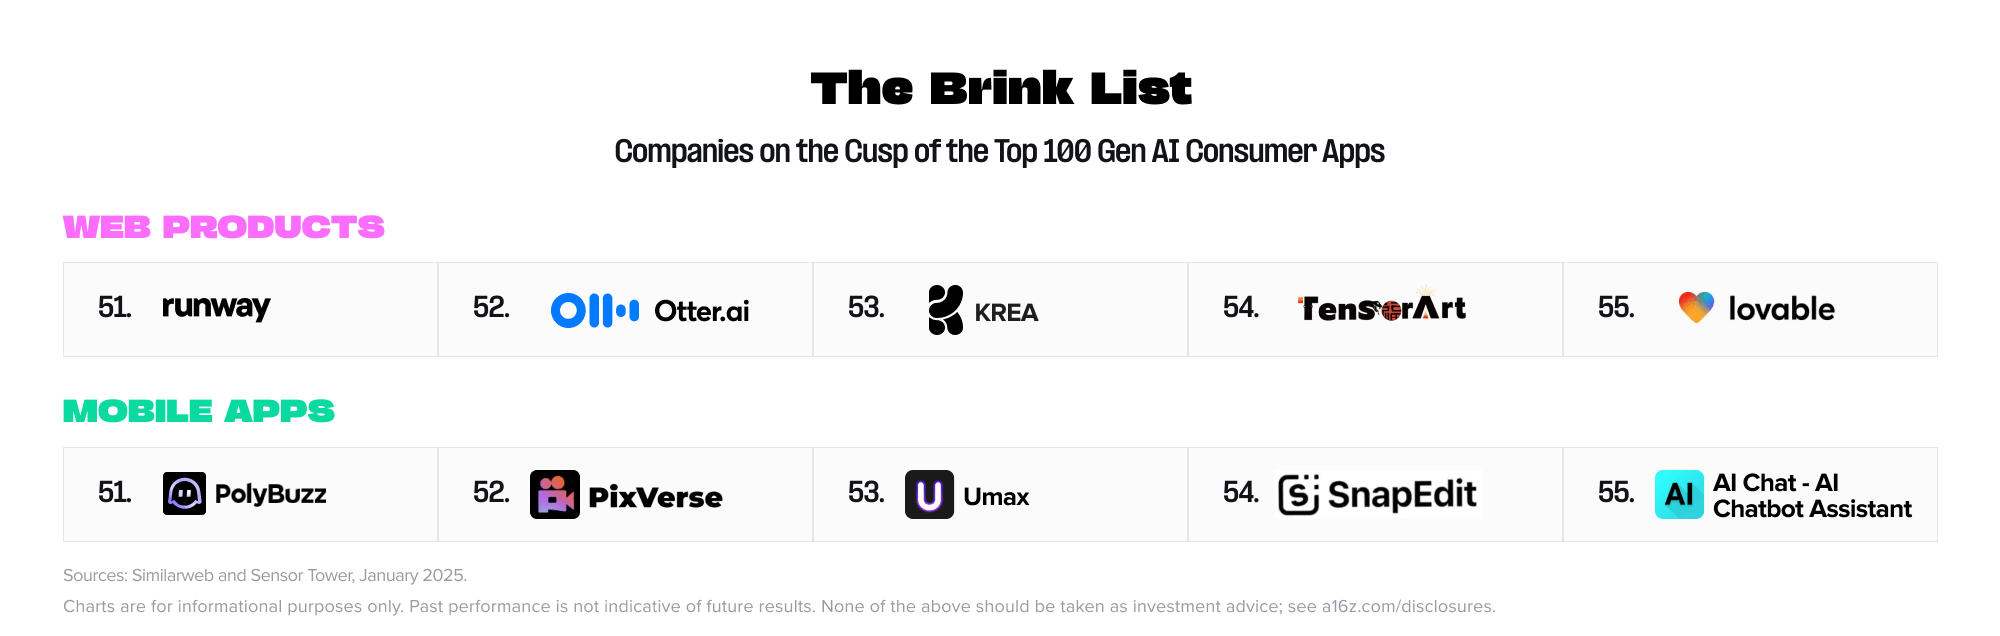 The Brink List
Companies on the Cusp of the Top 100 Gen AI Consumer Apps
WEB PRODUCTS
51. runway
52. Otter.ai
53. KREA
54. TensorArt
55. lovable
MOBILE APPS
51. PolyBuzz
52. PixVerse
53. U Umax
54. S SnapEdit
55. AI AI Chat - AI
Chatbot Assistant
Sources: Similarweb and Sensor Tower, January 2025.
Charts are for informational purposes only. Past performance is not indicative of future results. None of the above should be taken as investment advice; see a16z.com/disclosures.